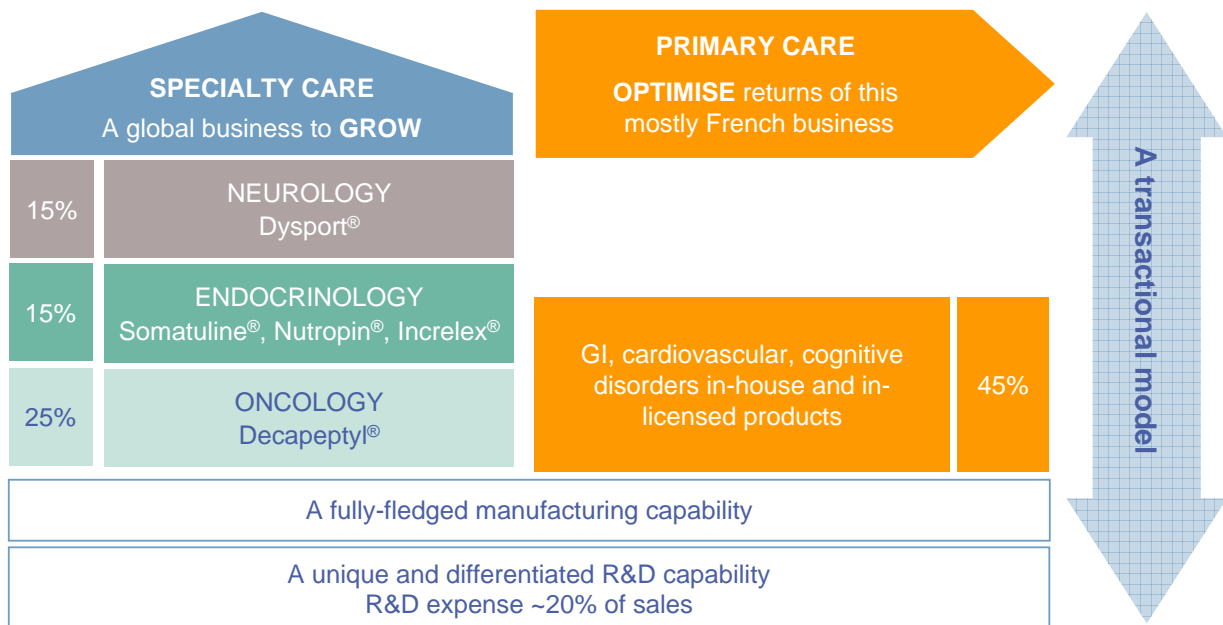 SPECIALTY CARE
A global business to GROW
PRIMARY CARE
OPTIMISE returns of this
mostly French business
15%
NEUROLOGY
Dysport®
15%
ENDOCRINOLOGY
Somatuline®, Nutropin®, Increlex®
25%
ONCOLOGY
Decapeptyl®
GI, cardiovascular, cognitive
disorders in-house and in-
licensed products
45%
A transactional model
A fully-fledged manufacturing capability
A unique and differentiated R&D capability
R&D expense ~20% of sales